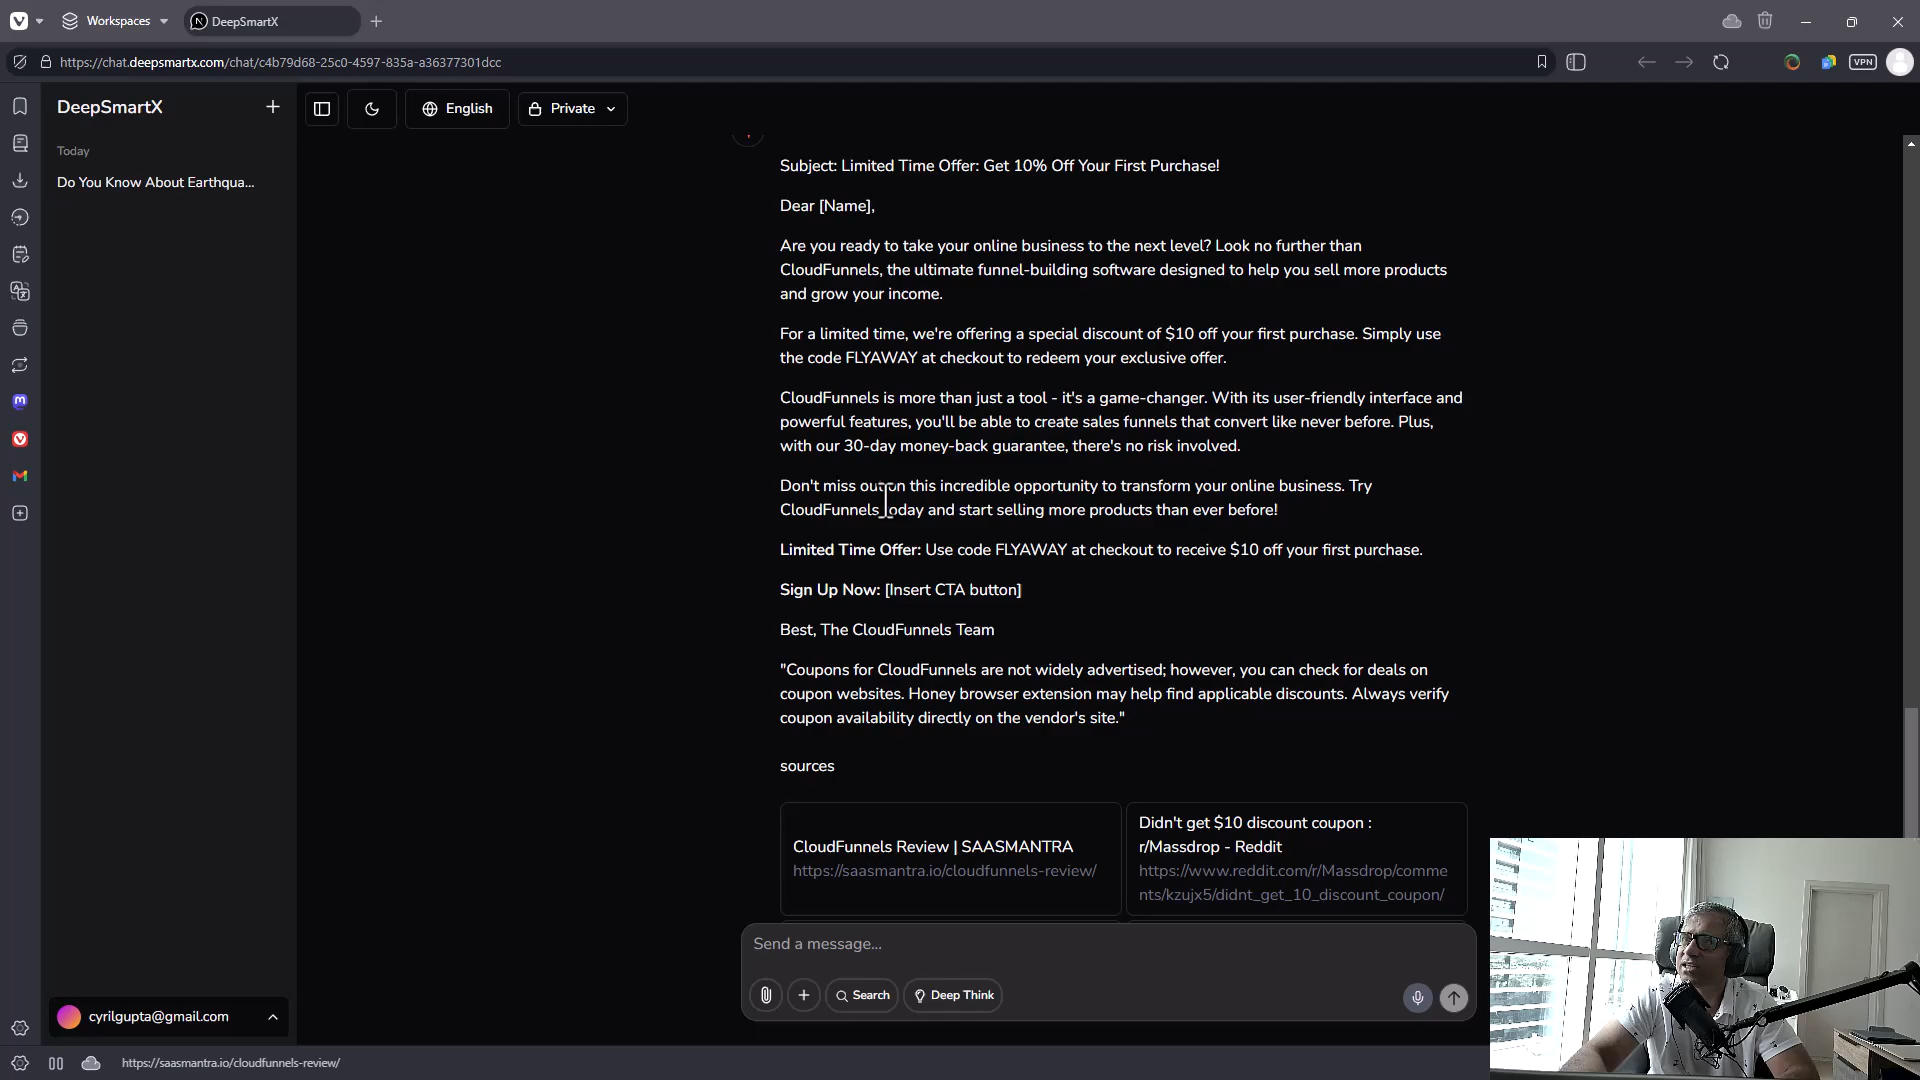 Workspaces
DeepSmartX
https://chat.deepsmartx.com/chat/c4b79d68-25c0-4597-835a-a36377301dcc
VPN
DeepSmartX
English
Private
Today
Do You Know About Earthqua...
Subject: Limited Time Offer: Get 10% Off Your First Purchase!
Dear [Name],
Are you ready to take your online business to the next level? Look no further than
CloudFunnels, the ultimate funnel-building software designed to help you sell more products
and grow your income.
For a limited time, we're offering a special discount of $10 off your first purchase. Simply use
the code FLYAWAY at checkout to redeem your exclusive offer.
CloudFunnels is more than just a tool - it's a game-changer. With its user-friendly interface and
powerful features, you'll be able to create sales funnels that convert like never before. Plus,
with our 30-day money-back guarantee, there's no risk involved.
Don't miss out on this incredible opportunity to transform your online business. Try
CloudFunnels today and start selling more products than ever before!
Limited Time Offer: Use code FLYAWAY at checkout to receive $10 off your first purchase.
Sign Up Now: [Insert CTA button]
Best, The CloudFunnels Team
"Coupons for CloudFunnels are not widely advertised; however, you can check for deals on
coupon websites. Honey browser extension may help find applicable discounts. Always verify
coupon availability directly on the vendor's site."
sources
CloudFunnels Review | SAASMANTRA
https://saasmantra.io/cloudfunnels-review/
Didn't get $10 discount coupon :
r/Massdrop - Reddit
https://www.reddit.com/r/Massdrop/comme
nts/kzujx5/didnt_get_10_discount_coupon/
Send a message...
Search
Deep Think
cyrilgupta@gmail.com
https://saasmantra.io/cloudfunnels-review/